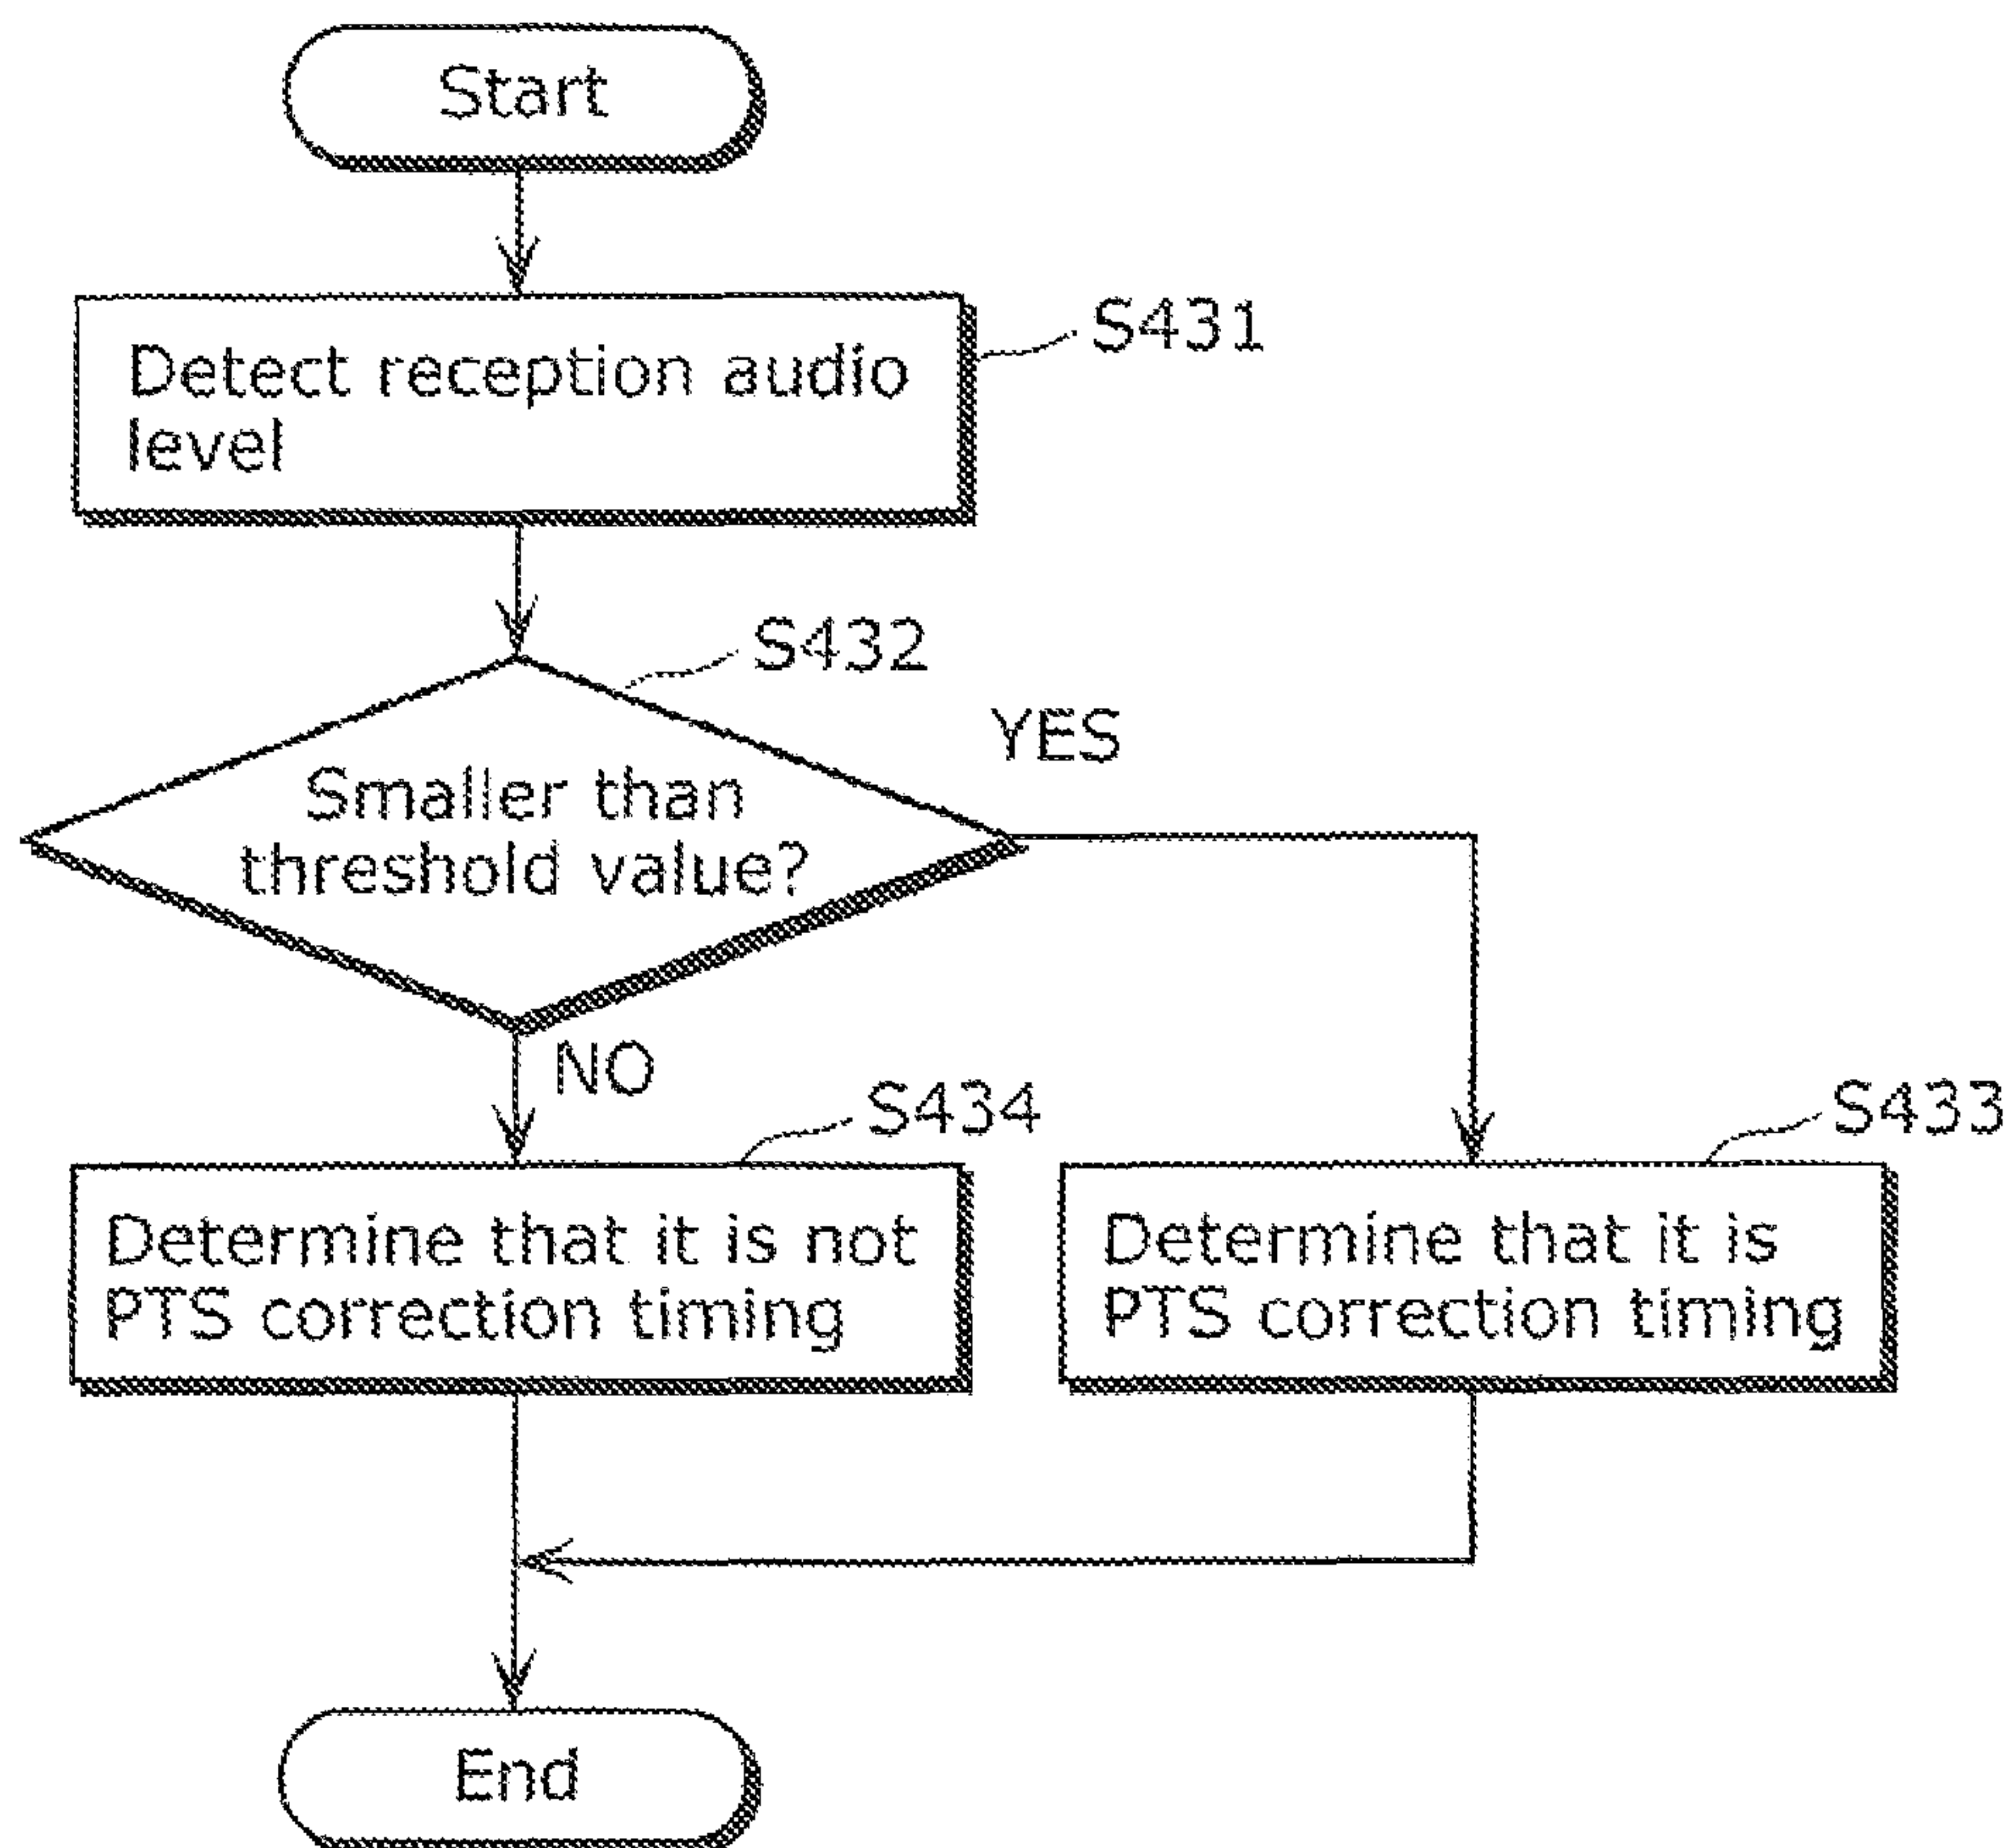 Start
S431
Detect reception audio
level
S432
YES
Smaller than
threshold value?
NO
S434
S433
Determine that it is not
PTS correction timing
Determine that it is
PTS correction timing
End